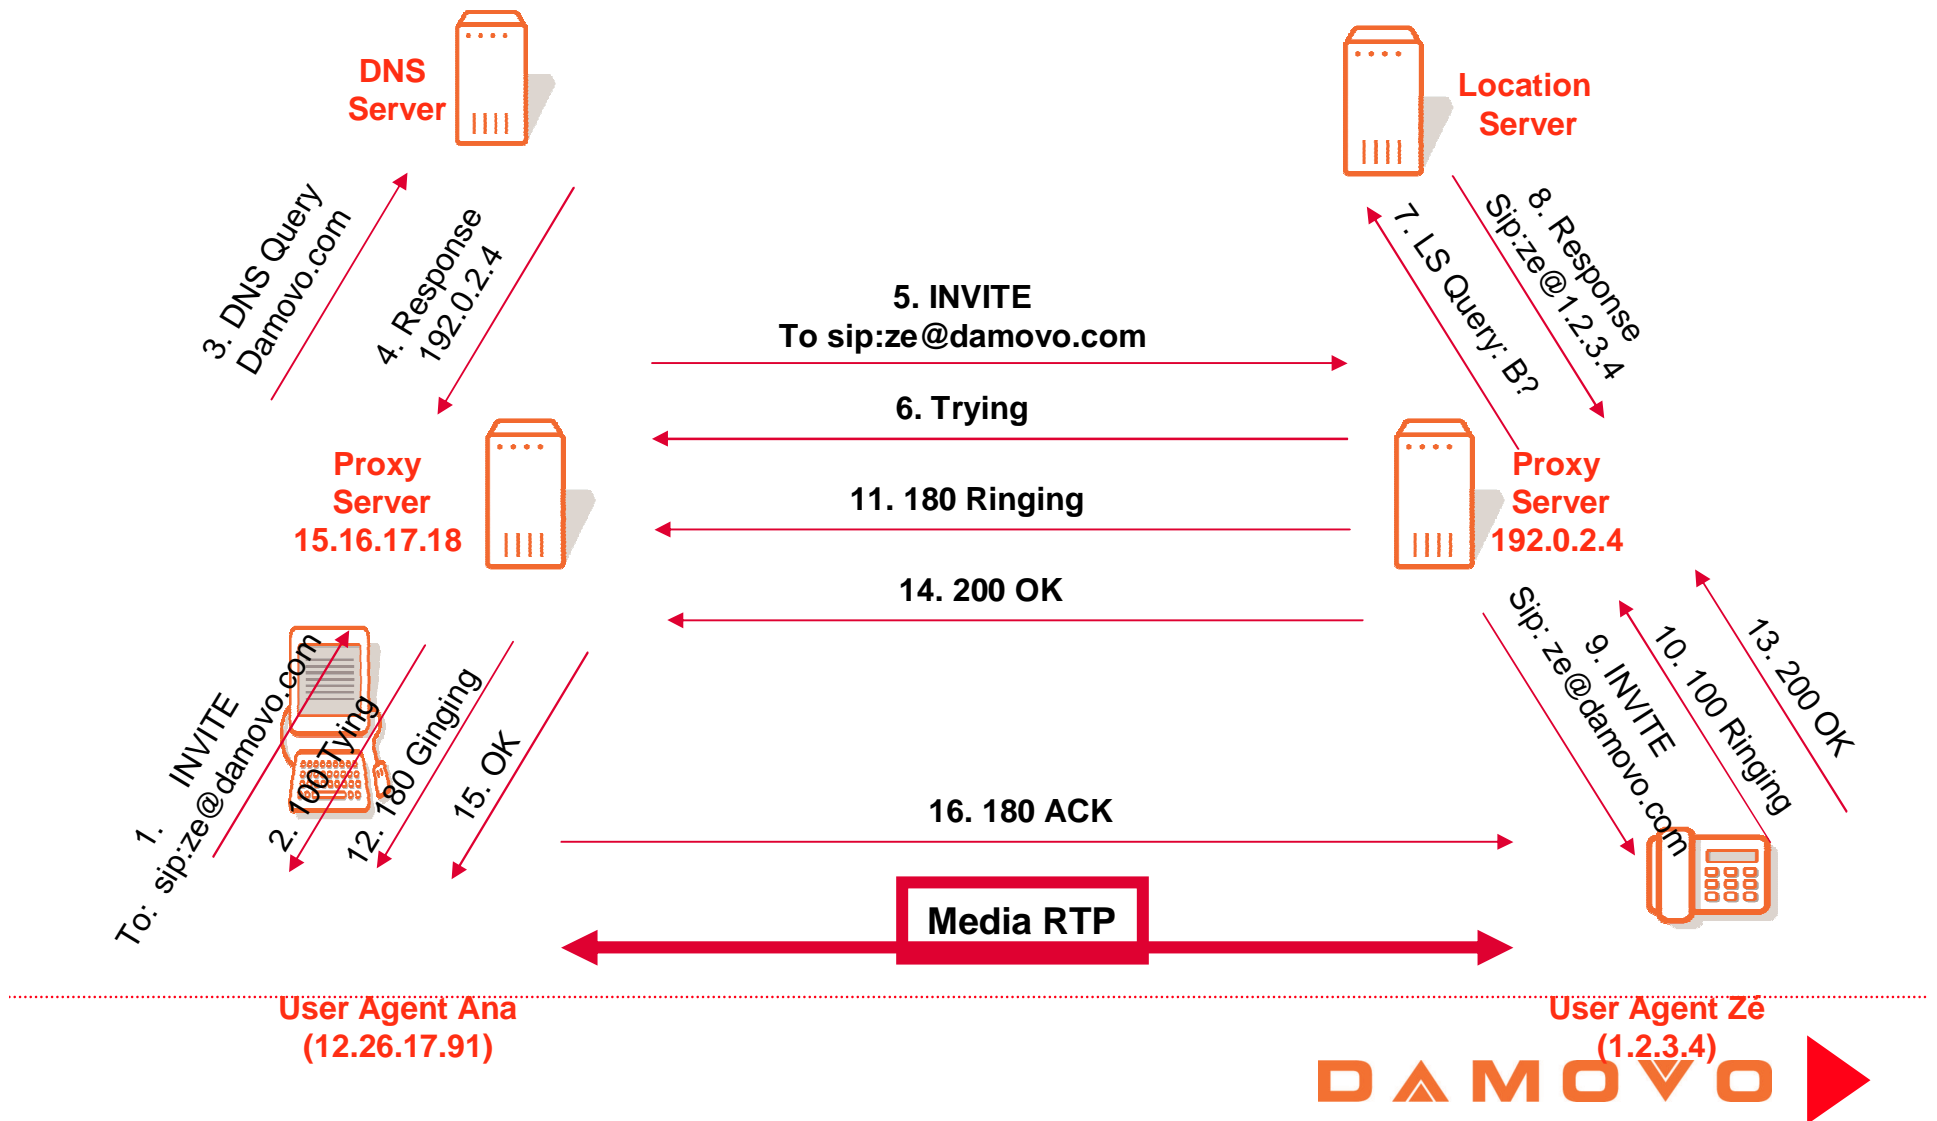 DNS
Server
Location
Server
3. DNS Query
Damovo.com
4. Response
192.0.2.4
5. INVITE
To sip:ze@damovo.com
7. LS Query: B?
8. Response
Sip:ze@1.2.3.4
6. Trying
Proxy
Server
15.16.17.18
11. 180 Ringing
Proxy
Server
192.0.2.4
14. 200 OK
1.
INVITE
To: sip:ze@damovo.com
2. 100 Tying
12. 180 Ginging
15. OK
9. INVITE
Sip: ze@damovo.com
10. 100 Ringing
13. 200 OK
16. 180 ACK
Media RTP
User Agent Ana
(12.26.17.91)
User Agent Zé
(1.2.3.4)
DAMOVO